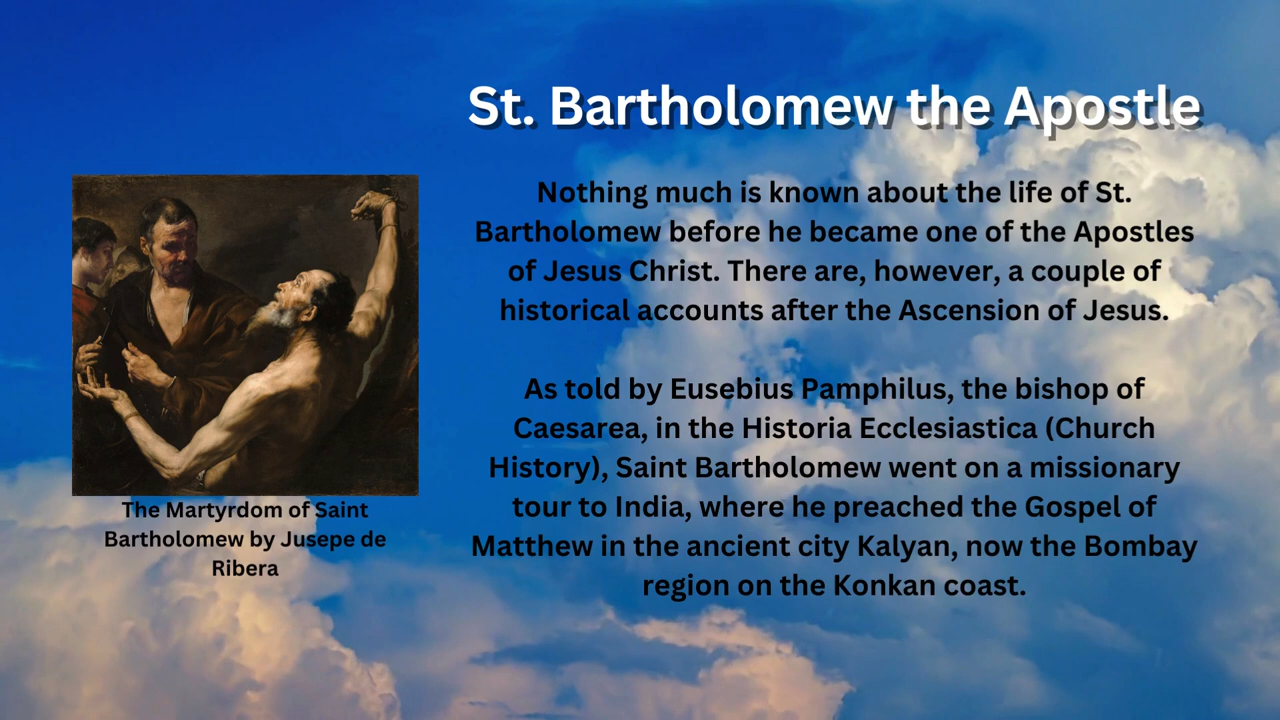 St. Bartholomew the Apostle
Nothing much is known about the life of St.
Bartholomew before he became one of the Apostles
of Jesus Christ. There are, however, a couple of
historical accounts after the Ascension of Jesus.
As told by Eusebius Pamphilus, the bishop of
Caesarea, in the Historia Ecclesiastica (Church
History), Saint Bartholomew went on a missionary
tour to India, where he preached the Gospel of
Matthew in the ancient city Kalyan, now the Bombay
region on the Konkan coast.
The Martyrdom of Saint
Bartholomew by Jusepe de
Ribera